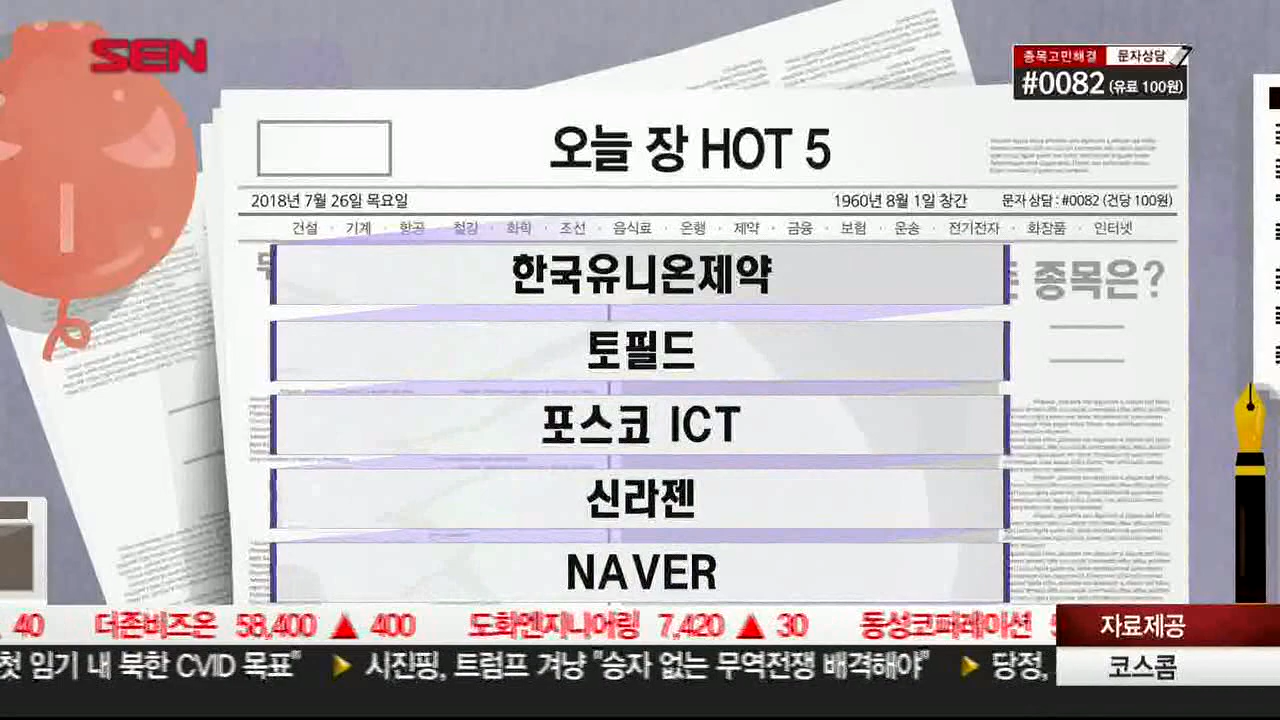 SEN
종목고민해결 문자상담
#0082 (유료 100원)
오늘 장 HOT 5
2018년 7월 26일 목요일 1960년 8월 1일 창간 문자 상담 : #0082 (건당 100원)
건설 · 기계 · 항공 · 철강 · 화학 · 조선 · 음식료 · 은행 · 제약 · 금융 · 보험 · 운송 · 전기전자 · 화장품 · 인터넷
종목은?
한국유니온제약
토필드
포스코 ICT
신라젠
NAVER
40 더존비즈온 58,400 ▲ 400 도화엔지니어링 7,420 ▲ 30 동성코퍼레이션
자료제공
첫 임기 내 북한 CVID 목표" ▶ 시진핑, 트럼프 겨냥 "승자 없는 무역전쟁 배격해야" ▶ 당정,
코스콤